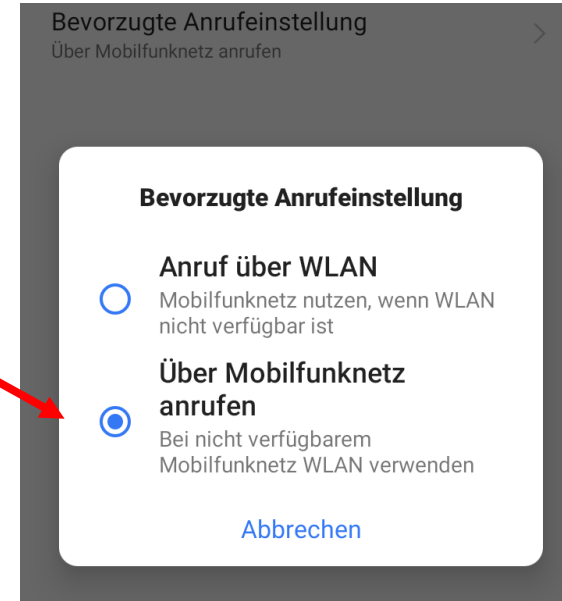 Bevorzugte Anrufeinstellung
Über Mobilfunknetz anrufen
Bevorzugte Anrufeinstellung
Anruf über WLAN
Mobilfunknetz nutzen, wenn WLAN
nicht verfügbar ist
Über Mobilfunknetz
anrufen
Bei nicht verfügbarem
Mobilfunknetz WLAN verwenden
Abbrechen